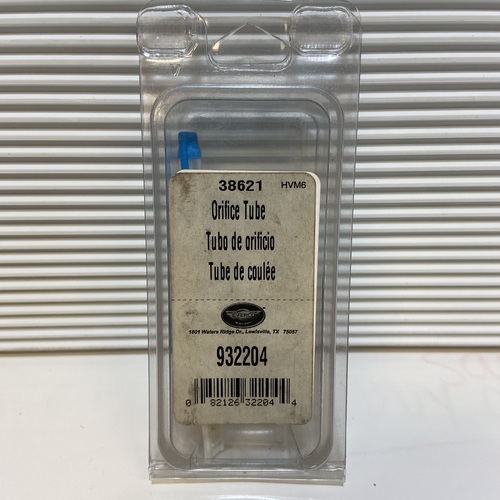 38621 HVM6
Orifice Tube
Tubo de orificio
Tube de coulée
1801 Waters Ridge Dr., Lewisville, TX 75057
932204
0 82126 32204 4